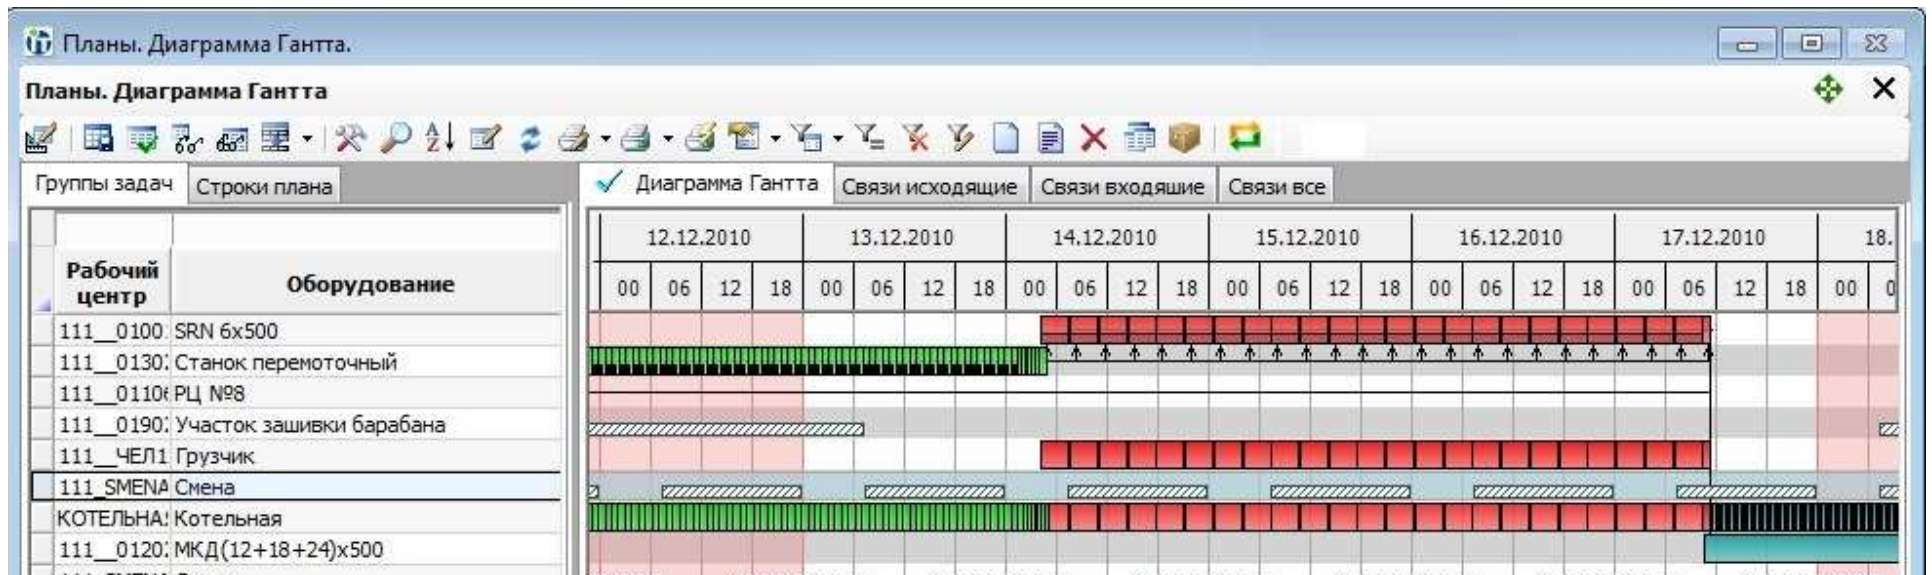 Планы. Диаграмма Гантта.
Планы. Диаграмма Гантта
Группы задач Строки плана
Диаграмма Гантта Связи исходящие Связи входяшие Связи все
12.12.2010 13.12.2010 14.12.2010 15.12.2010 16.12.2010 17.12.2010 18.
Рабочий центр Оборудование
00 06 12 18 00 06 12 18 00 06 12 18 00 06 12 18 00 06 12 18 00 06 12 18 00 0
111__0100 SRN 6x500
111__0130 Станок перемоточный
111__0110 РЦ №8
111__0190 Участок зашивки барабана
111__ЧЕЛ1 Грузчик
111_SMENA Смена
КОТЕЛЬНА Котельная
111__0120 МКД(12+18+24)x500